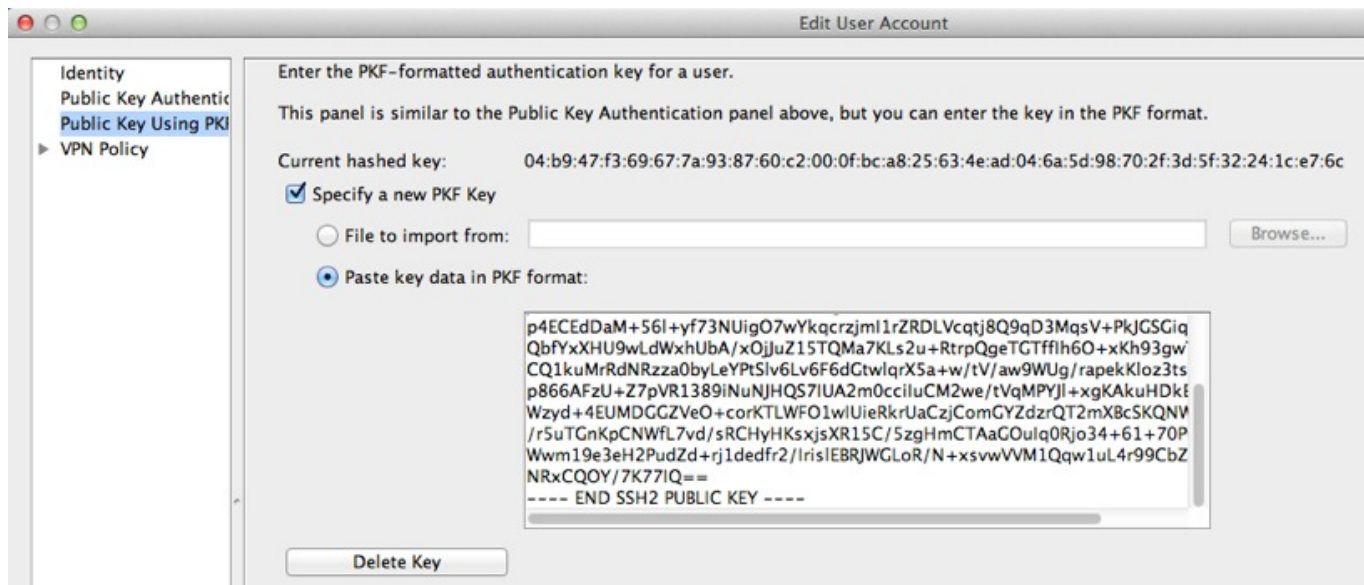 Edit User Account
Identity
Public Key Authentic
Public Key Using PKF
VPN Policy
Enter the PKF-formatted authentication key for a user.
This panel is similar to the Public Key Authentication panel above, but you can enter the key in the PKF format.
Current hashed key: 04:b9:47:f3:69:67:7a:93:87:60:c2:00:0f:bc:a8:25:63:4e:ad:04:6a:5d:98:70:2f:3d:5f:32:24:1c:e7:6c
Specify a new PKF Key
File to import from: Browse...
Paste key data in PKF format:
p4ECEdDaM+56l+yf73NUigO7wYkqcrzjmI1rZRDLVcqtj8Q9qD3MqsV+PkJGSGiq
QbfYxXHU9wLdWxhUbA/xOjJuZ15TQMa7KLs2u+RtrpQgeTGTfflh6O+xKh93gw
CQ1kuMrRdNRzza0byLeYPtSlv6Lv6F6dGtwlqrX5a+w/tV/aw9WUg/rapekKloz3ts
p866AFzU+Z7pVR1389iNuNJHQS7IUA2m0cciluCM2we/tVqMPYJl+xgKAkuHDkE
Wzyd+4EUMDGGZVeO+corKTLWFO1wIUieRkrUaCzjComGYZdzrQT2mXBcSKQNW
/r5uTGnKpCNWfL7vd/sRCHyHKsxjsXR15C/5zgHmCTAaGOulq0Rjo34+61+70P
Wwm19e3eH2PudZd+rj1dedfr2/IrislEBRJWGLoR/N+xsvwVVM1Qqw1uL4r99CbZ
NRxCQOY/7K77IQ==
---- END SSH2 PUBLIC KEY ----
Delete Key